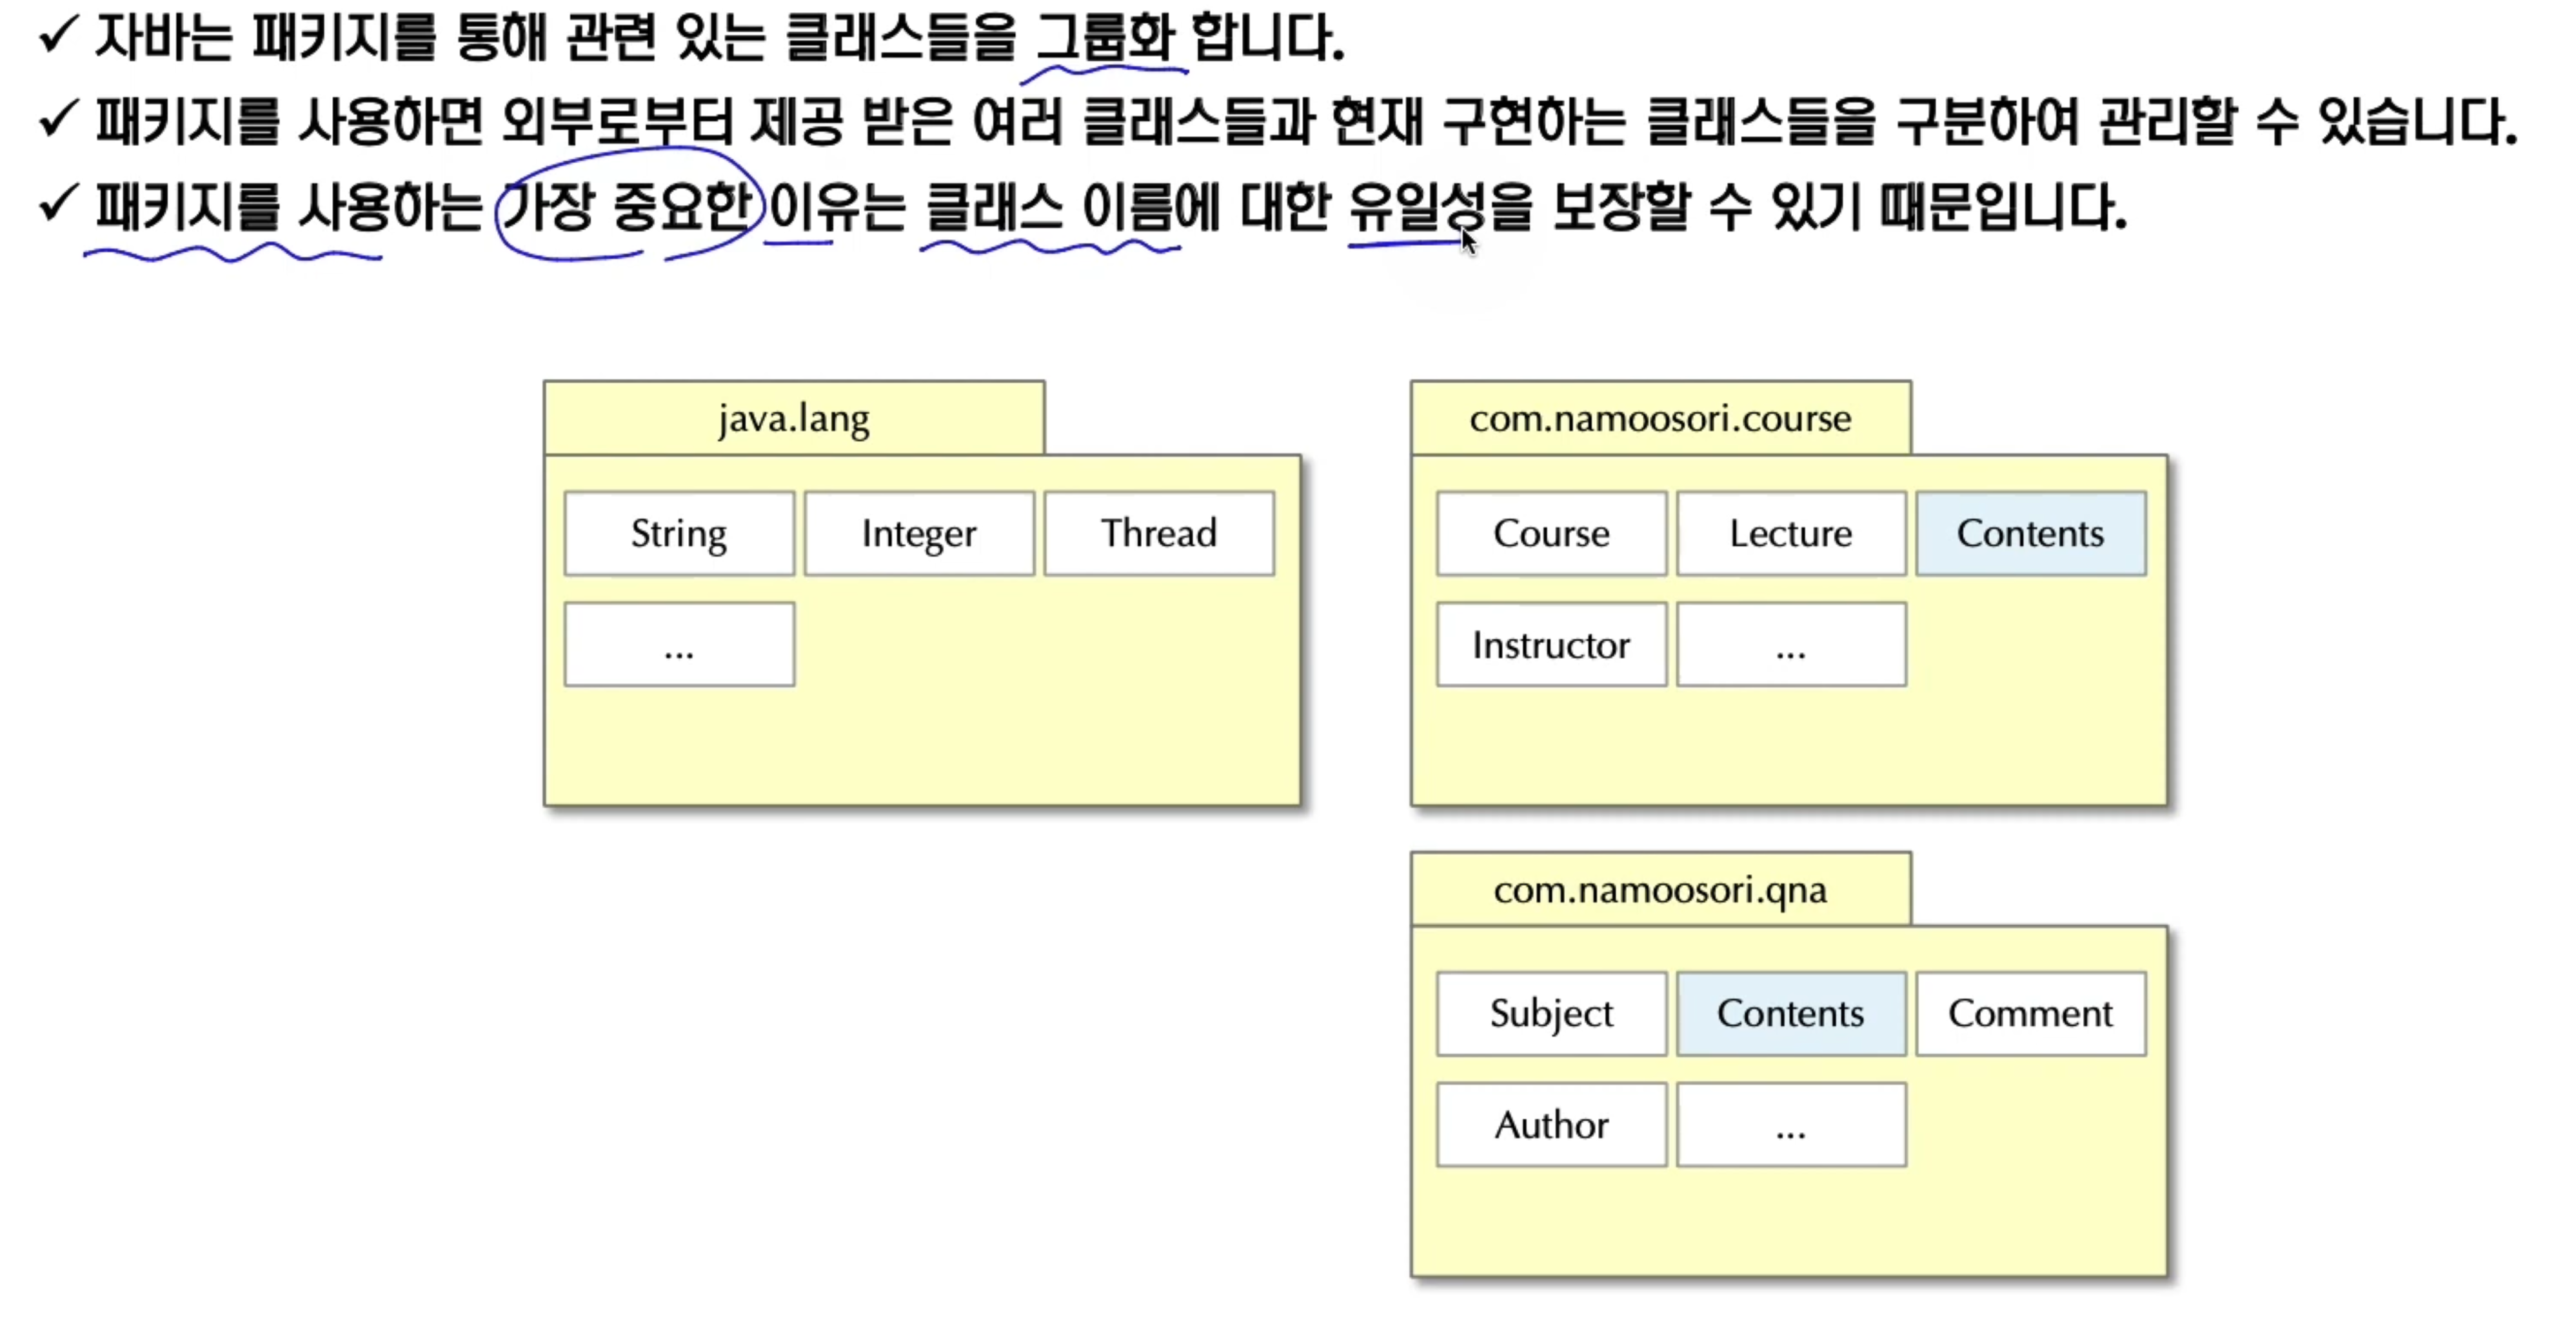 ✓ 자바는 패키지를 통해 관련 있는 클래스들을 그룹화 합니다.
✓ 패키지를 사용하면 외부로부터 제공 받은 여러 클래스들과 현재 구현하는 클래스들을 구분하여 관리할 수 있습니다.
✓ 패키지를 사용하는 가장 중요한 이유는 클래스 이름에 대한 유일성을 보장할 수 있기 때문입니다.
java.lang
String Integer Thread
...
com.namoosori.course
Course Lecture Contents
Instructor ...
com.namoosori.qna
Subject Contents Comment
Author ...